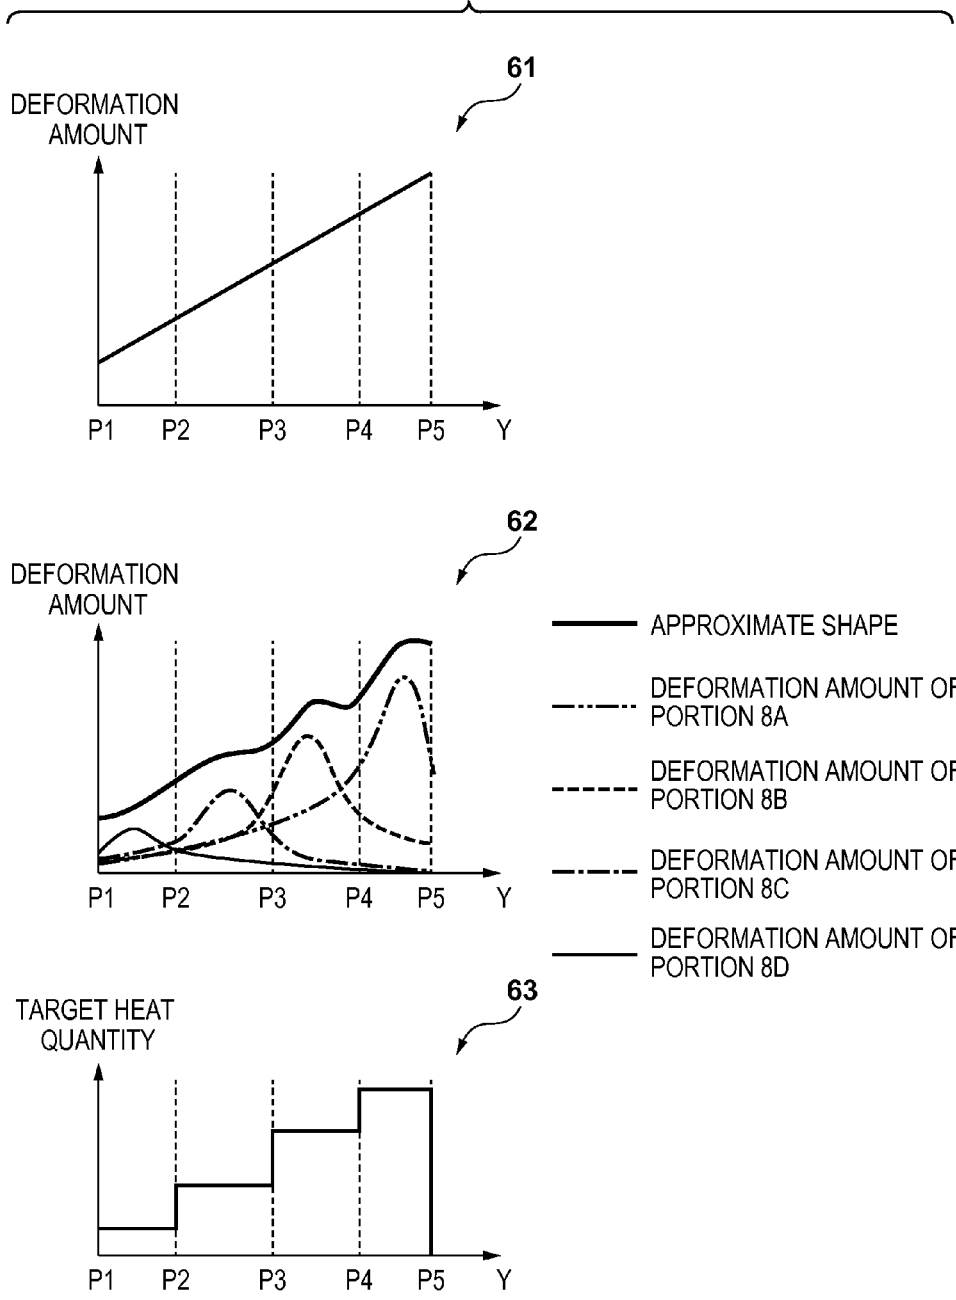 61
DEFORMATION
AMOUNT
P1 P2 P3 P4 P5 Y
62
DEFORMATION
AMOUNT
APPROXIMATE SHAPE
DEFORMATION AMOUNT OF
PORTION 8A
DEFORMATION AMOUNT OF
PORTION 8B
DEFORMATION AMOUNT OF
PORTION 8C
DEFORMATION AMOUNT OF
PORTION 8D
P1 P2 P3 P4 P5 Y
63
TARGET HEAT
QUANTITY
P1 P2 P3 P4 P5 Y